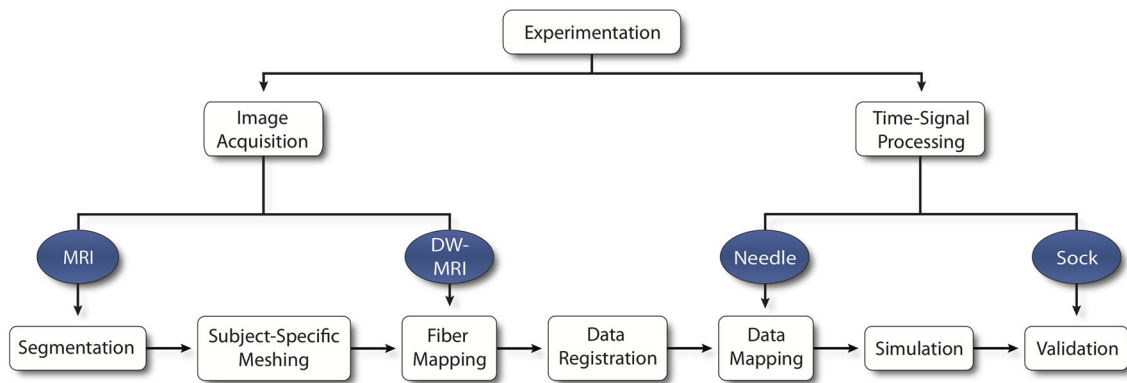 Experimentation
Image
Acquisition
Time-Signal
Processing
MRI
DW-
MRI
Needle
Sock
Segmentation
Subject-Specific
Meshing
Fiber
Mapping
Data
Registration
Data
Mapping
Simulation
Validation